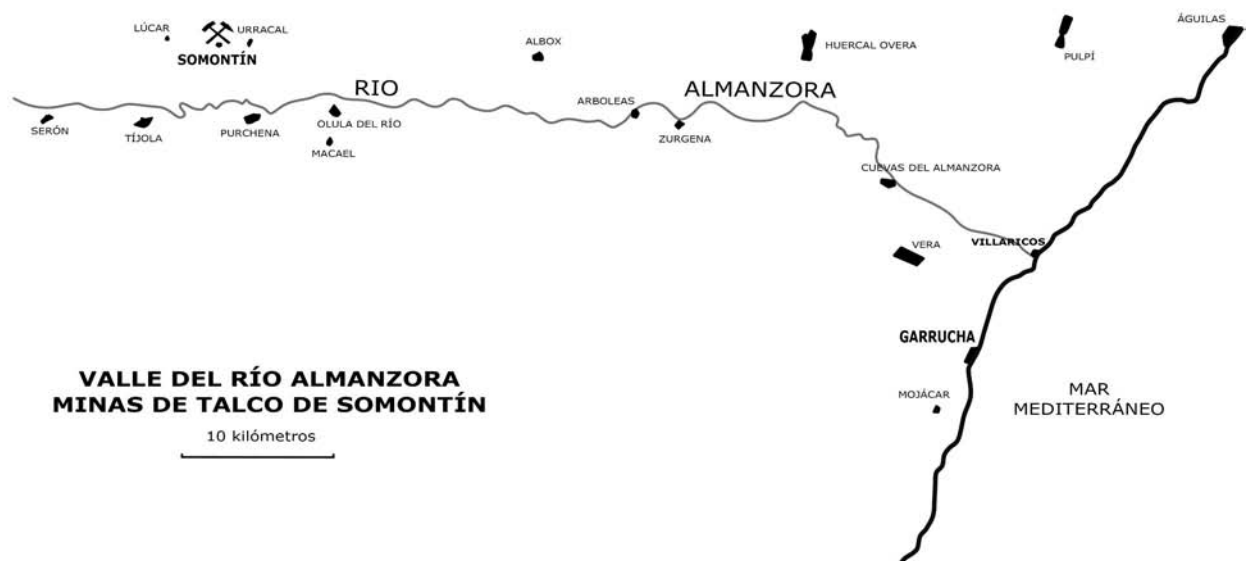 LÚCAR
URRACAL
SOMONTÍN
ALBOX
HUERCAL OVERA
PULPÍ
ÁGUILAS
RIO
ALMANZORA
SERÓN
TÍJOLA
PURCHENA
OLULA DEL RÍO
MACAEL
ARBOLEAS
ZURGENA
CUEVAS DEL ALMANZORA
VERA
VILLARICOS
GARRUCHA
MOJÁCAR
MAR
MEDITERRÁNEO
VALLE DEL RÍO ALMANZORA
MINAS DE TALCO DE SOMONTÍN
10 kilómetros